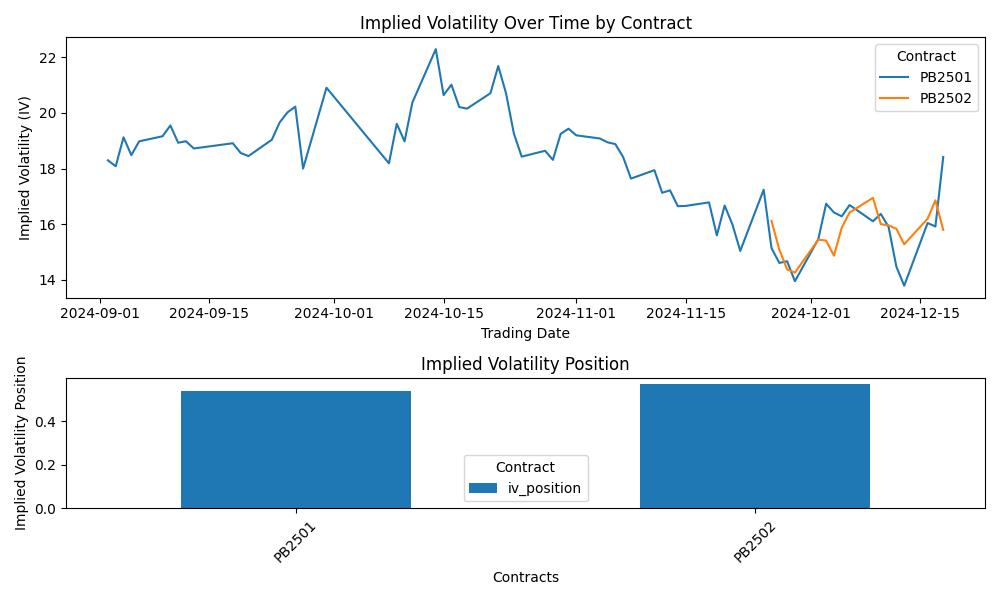 Implied Volatility Over Time by Contract
Implied Volatility (IV)
22
20
18
16
14
Contract
PB2501
PB2502
2024-09-01 2024-09-15 2024-10-01 2024-10-15 2024-11-01 2024-11-15 2024-12-01 2024-12-15
Trading Date
Implied Volatility Position
Implied Volatility Position
0.4
0.2
0.0
Contract
iv_position
PB2501 PB2502
Contracts